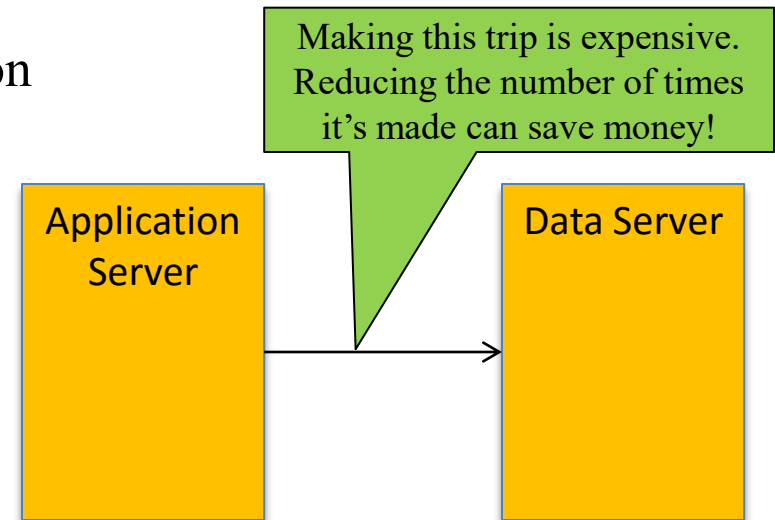 on
Making this trip is expensive.
Reducing the number of times
it’s made can save money!
Application
Server
Data Server